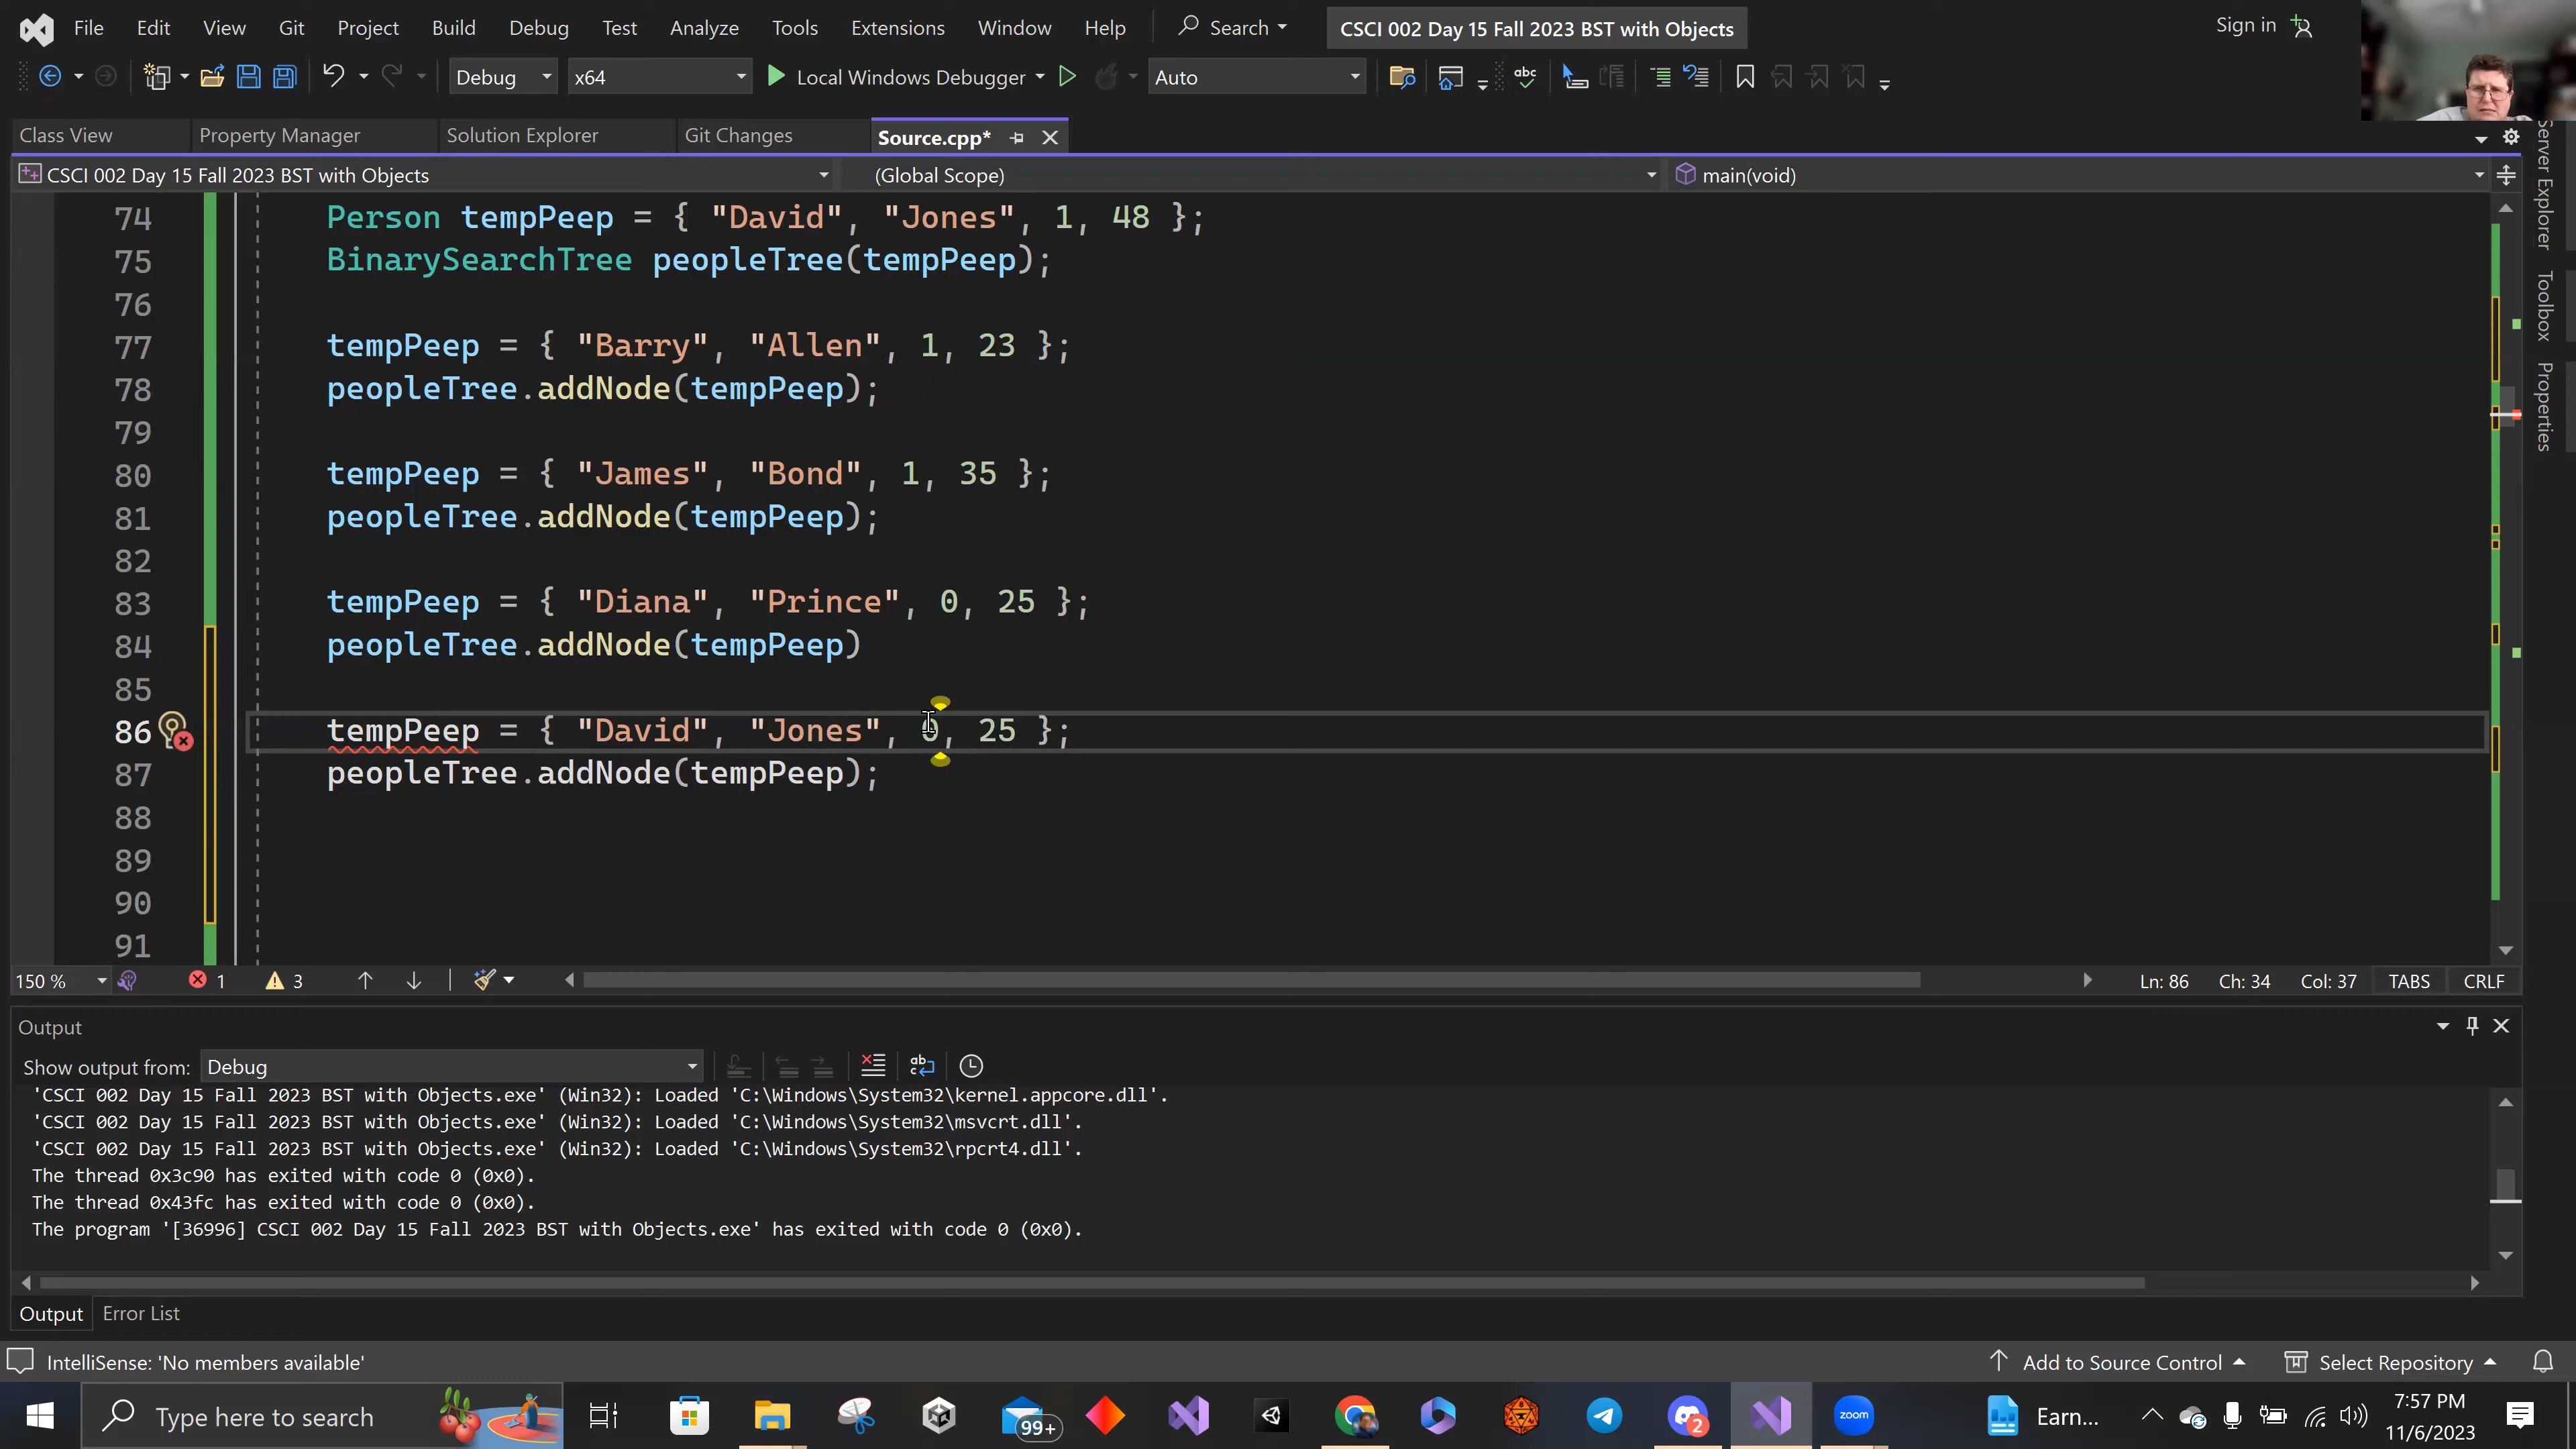 File Edit View Git Project Build Debug Test Analyze Tools Extensions Window Help Search CSCI 002 Day 15 Fall 2023 BST with Objects Sign in
Debug x64 Local Windows Debugger Auto
Class View Property Manager Solution Explorer Git Changes Source.cpp*
CSCI 002 Day 15 Fall 2023 BST with Objects (Global Scope) main(void)
74 Person tempPeep = { "David", "Jones", 1, 48 };
75 BinarySearchTree peopleTree(tempPeep);
76
77 tempPeep = { "Barry", "Allen", 1, 23 };
78 peopleTree.addNode(tempPeep);
79
80 tempPeep = { "James", "Bond", 1, 35 };
81 peopleTree.addNode(tempPeep);
82
83 tempPeep = { "Diana", "Prince", 0, 25 };
84 peopleTree.addNode(tempPeep)
85
86 tempPeep = { "David", "Jones", 0, 25 };
87 peopleTree.addNode(tempPeep);
88
89
90
91
Server Explorer
Toolbox
Properties
150 % 1 3 Ln: 86 Ch: 34 Col: 37 TABS CRLF
Output
Show output from: Debug
'CSCI 002 Day 15 Fall 2023 BST with Objects.exe' (Win32): Loaded 'C:\Windows\System32\kernel.appcore.dll'.
'CSCI 002 Day 15 Fall 2023 BST with Objects.exe' (Win32): Loaded 'C:\Windows\System32\msvcrt.dll'.
'CSCI 002 Day 15 Fall 2023 BST with Objects.exe' (Win32): Loaded 'C:\Windows\System32\rpcrt4.dll'.
The thread 0x3c90 has exited with code 0 (0x0).
The thread 0x43fc has exited with code 0 (0x0).
The program '[36996] CSCI 002 Day 15 Fall 2023 BST with Objects.exe' has exited with code 0 (0x0).
Output Error List
IntelliSense: 'No members available' Add to Source Control Select Repository
Type here to search 99+ 2 zoom Earn... 7:57 PM
11/6/2023